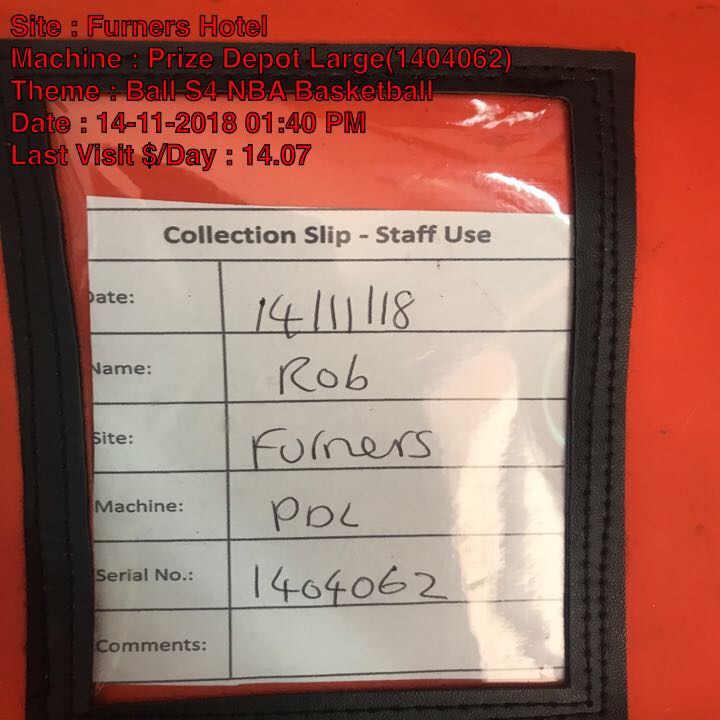 Site : Furners Hotel
Machine : Prize Depot Large(1404062)
Theme : Ball S4 NBA Basketball
Date : 14-11-2018 01:40 PM
Last Visit $/Day : 14.07
Collection Slip - Staff Use
Date: 14/11/18
Name: Rob
Site: Furners
Machine: PDL
Serial No.: 1404062
Comments: